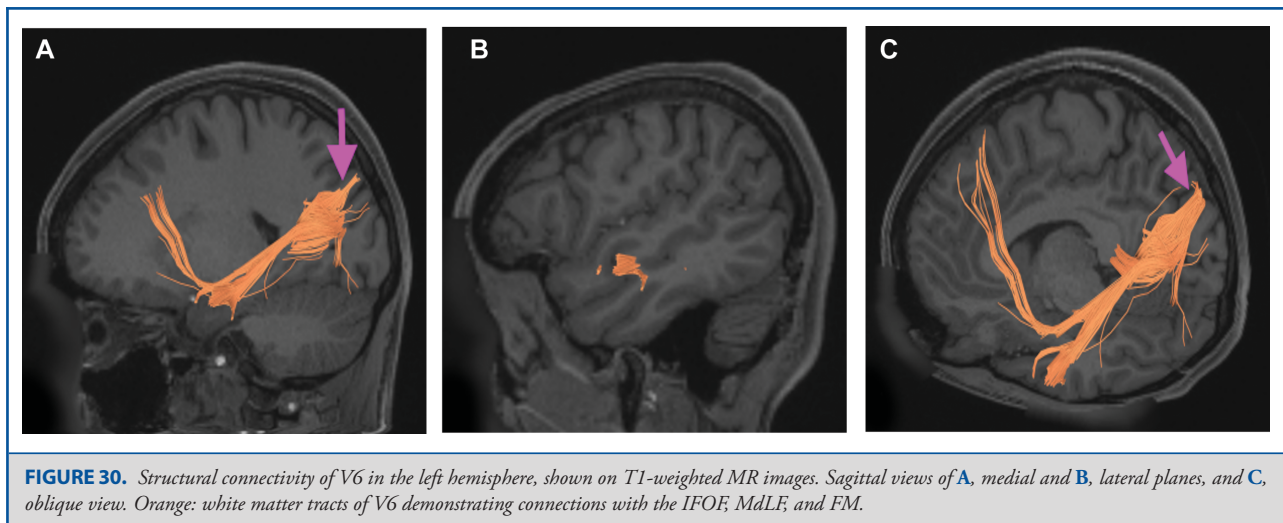 A
B
C
FIGURE 30. Structural connectivity of V6 in the left hemisphere, shown on T1-weighted MR images. Sagittal views of A, medial and B, lateral planes, and C,
oblique view. Orange: white matter tracts of V6 demonstrating connections with the IFOF, MdLF, and FM.